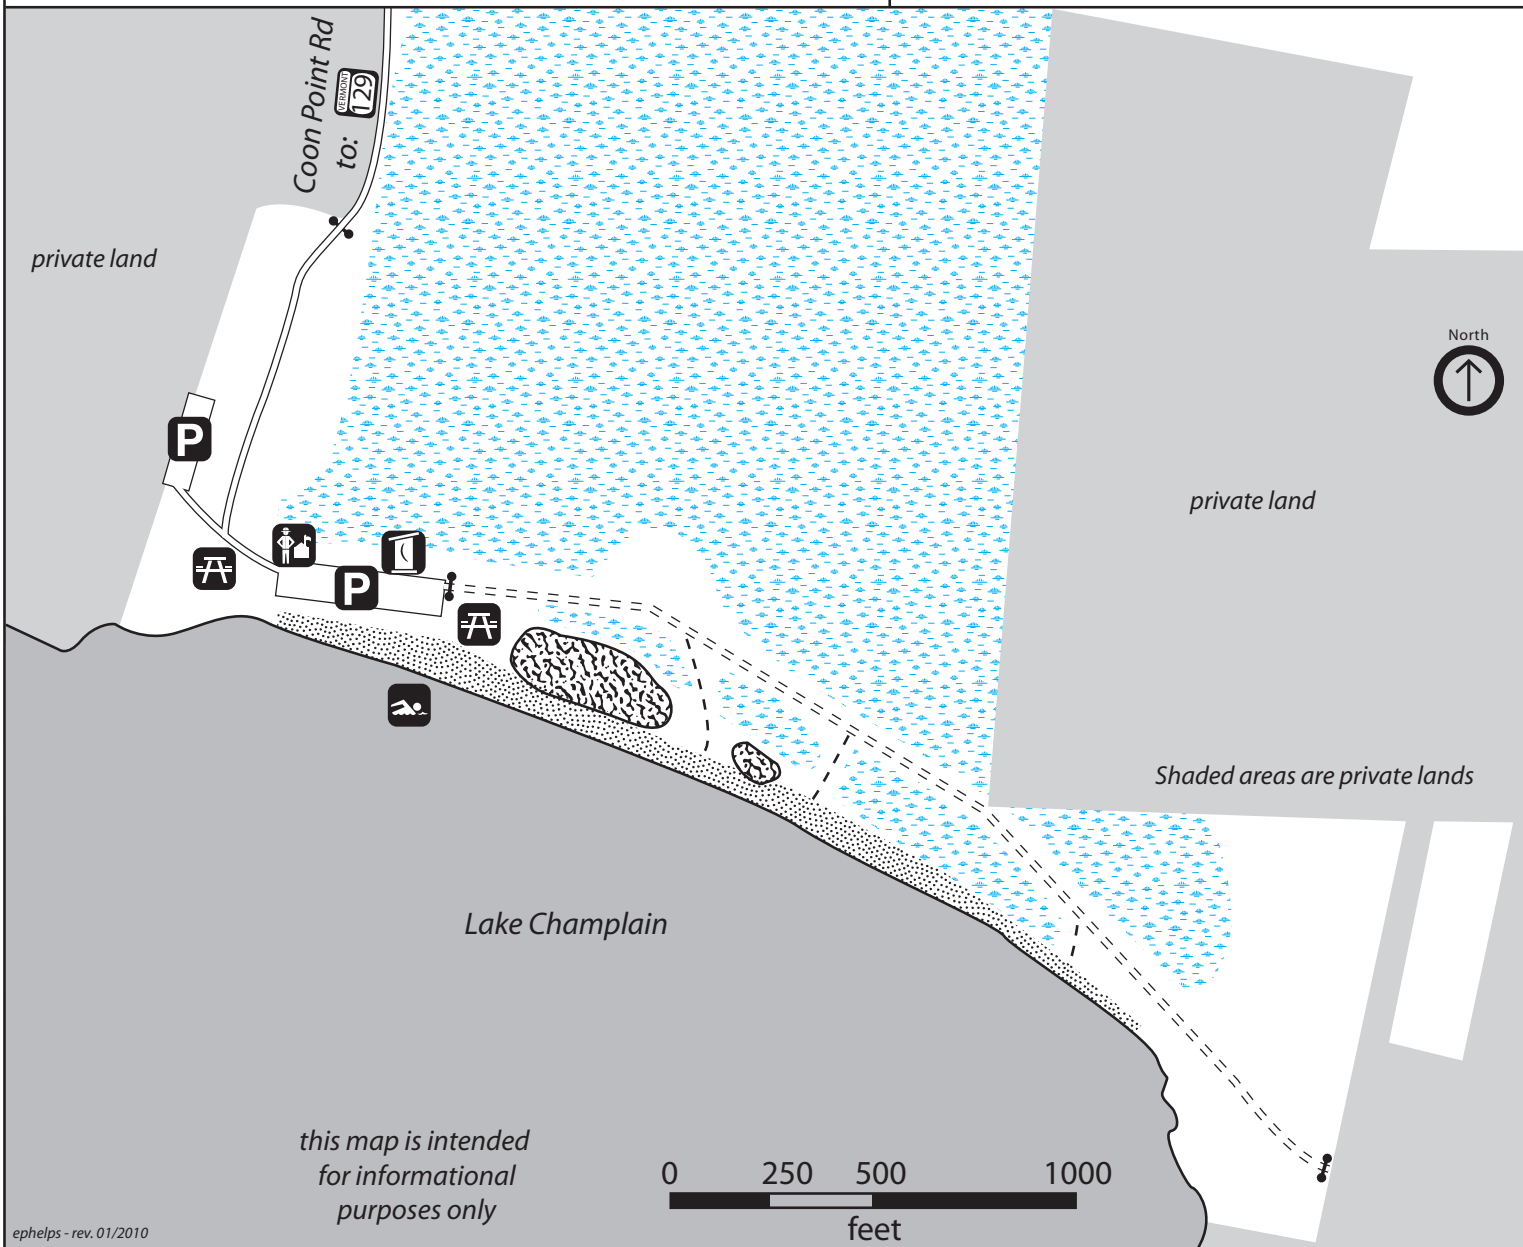 Coon Point Rd
to:
VERMONT
129
private land
North
private land
Shaded areas are private lands
P
P
Lake Champlain
this map is intended
for informational
purposes only
0 250 500 1000
feet
ephelps - rev. 01/2010